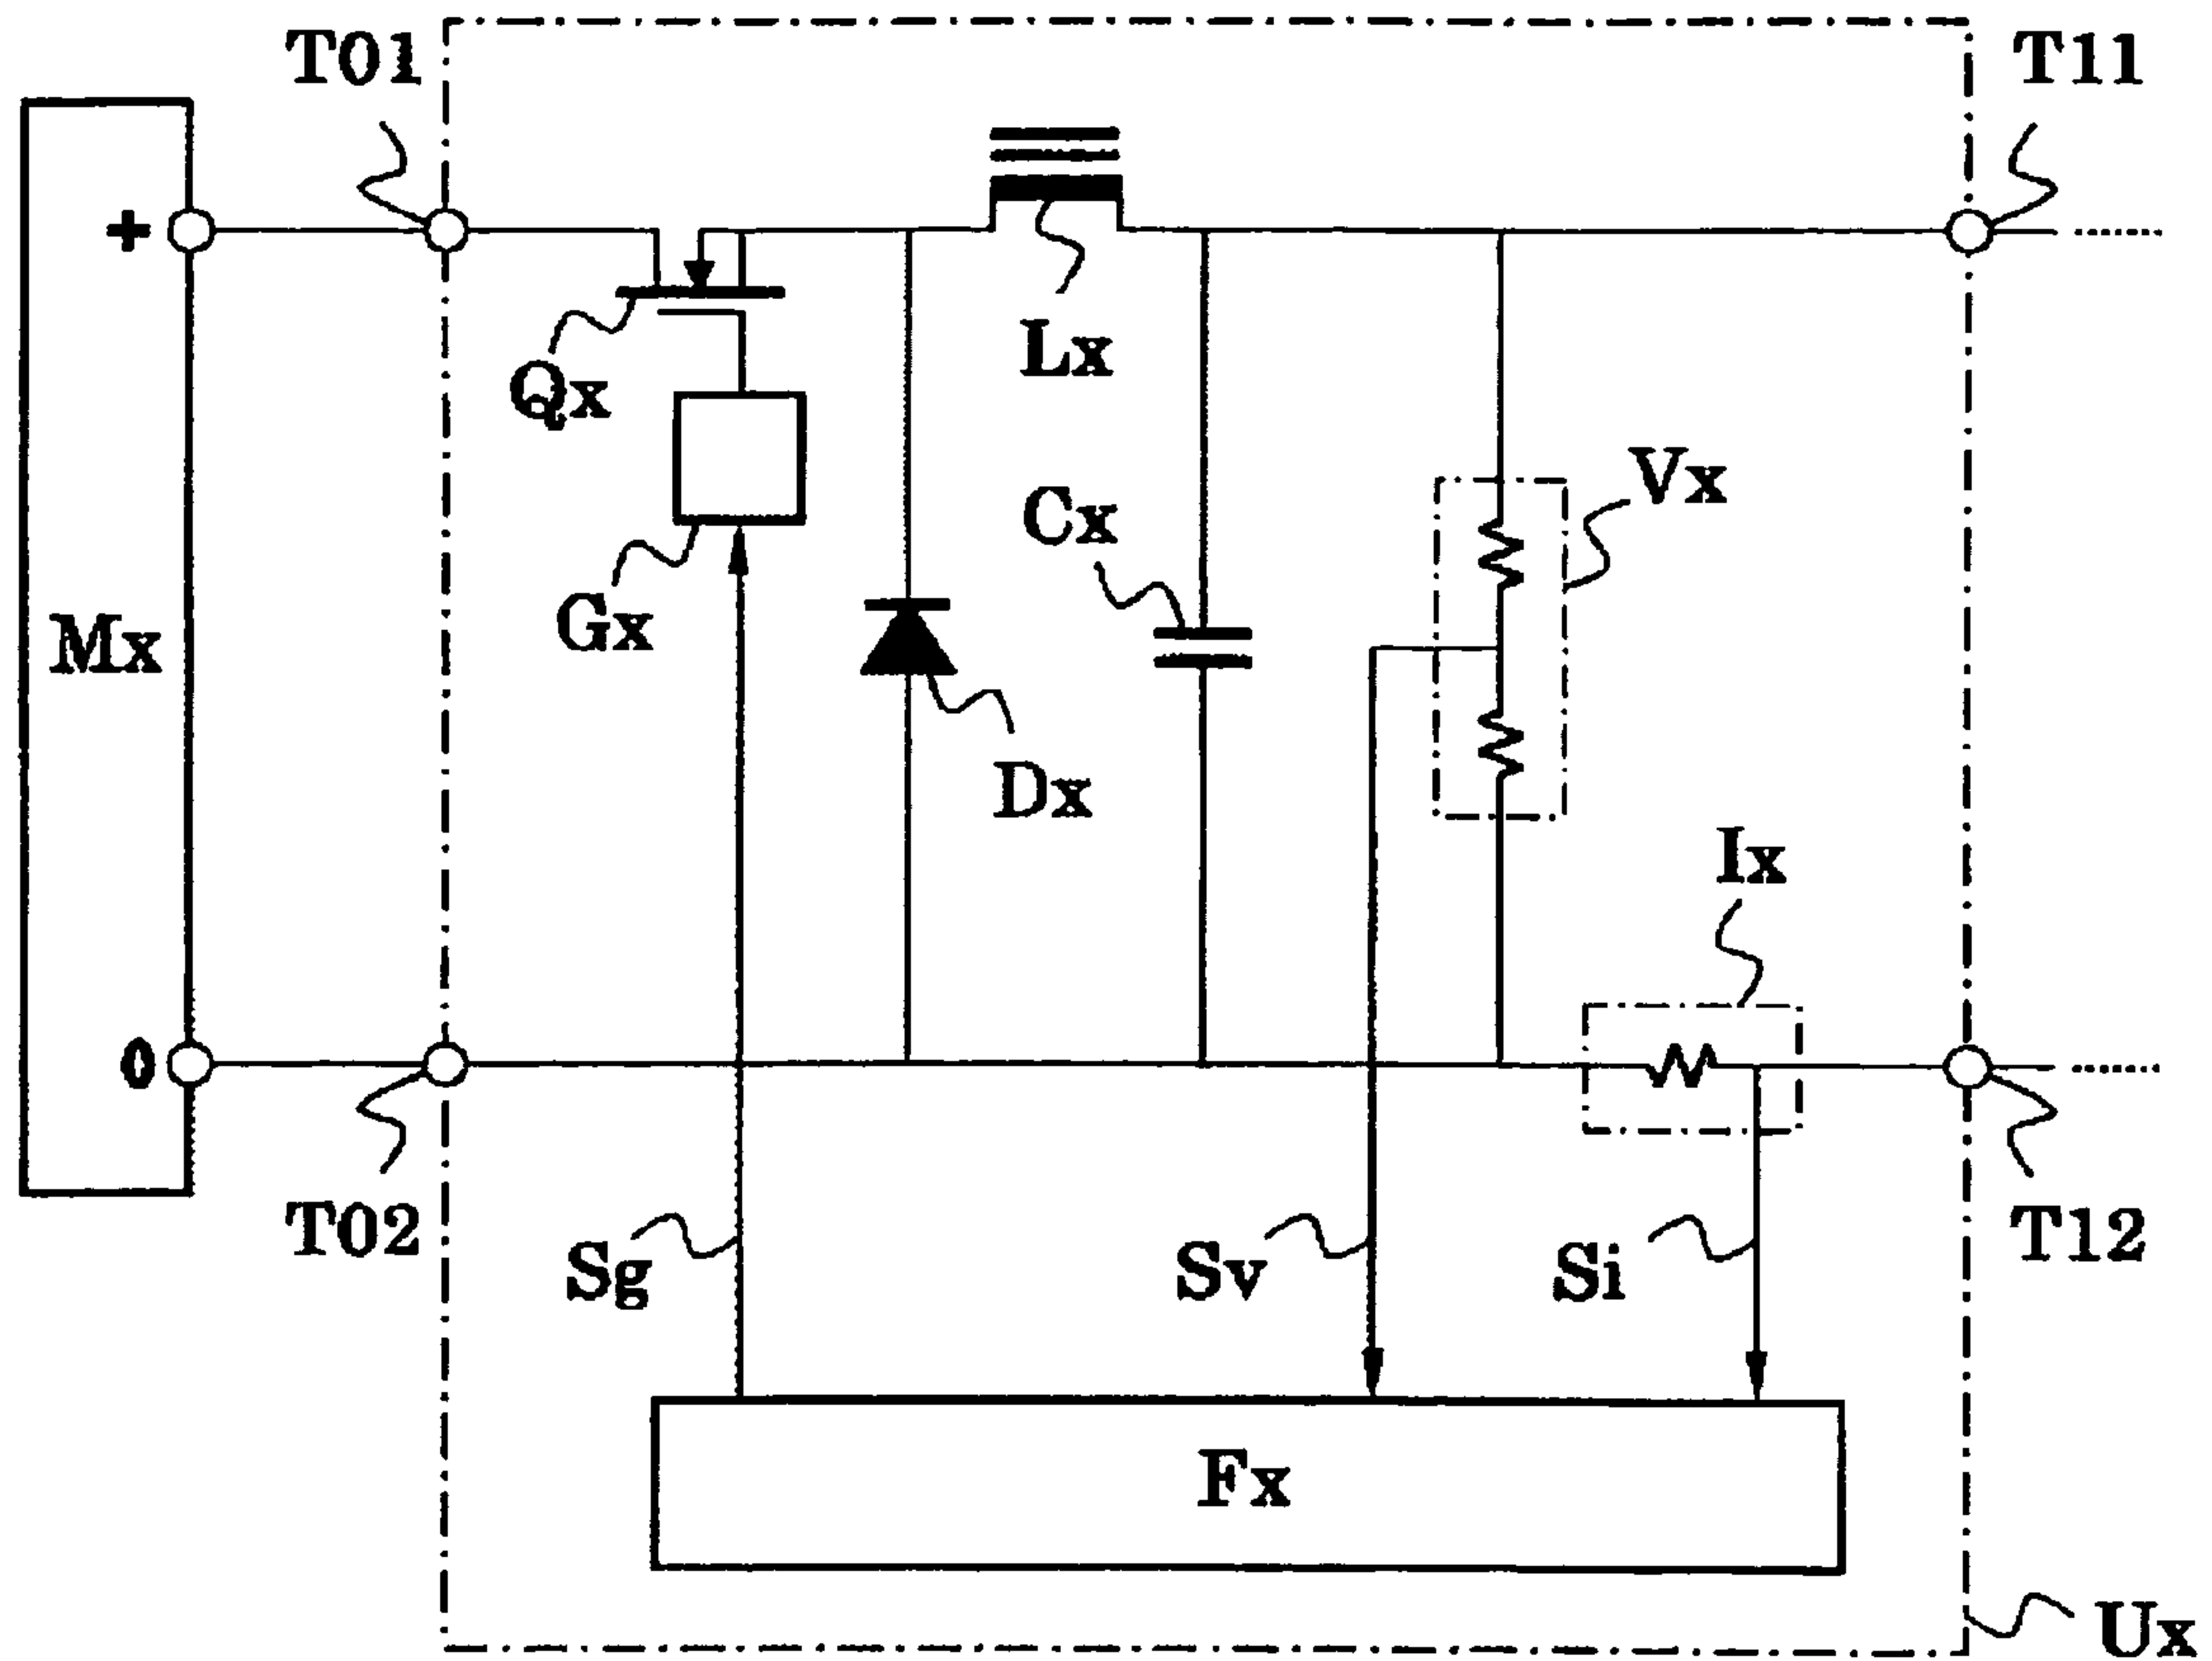 T01
T11
+
Lx
Qx
Vx
Cx
Gx
Mx
Dx
Ix
0
T02
T12
Sg
Sv
Si
Fx
Ux